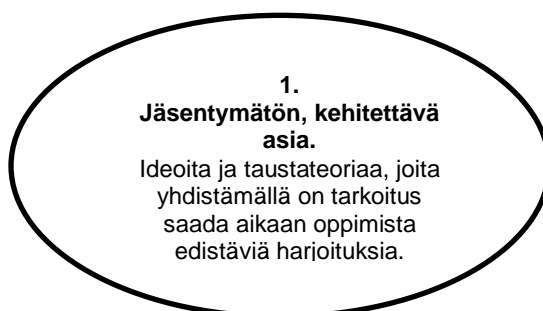 1.
Jäsentymätön, kehitettävä
asia.
Ideoita ja taustateoriaa, joita
yhdistämällä on tarkoitus
saada aikaan oppimista
edistäviä harjoituksia.